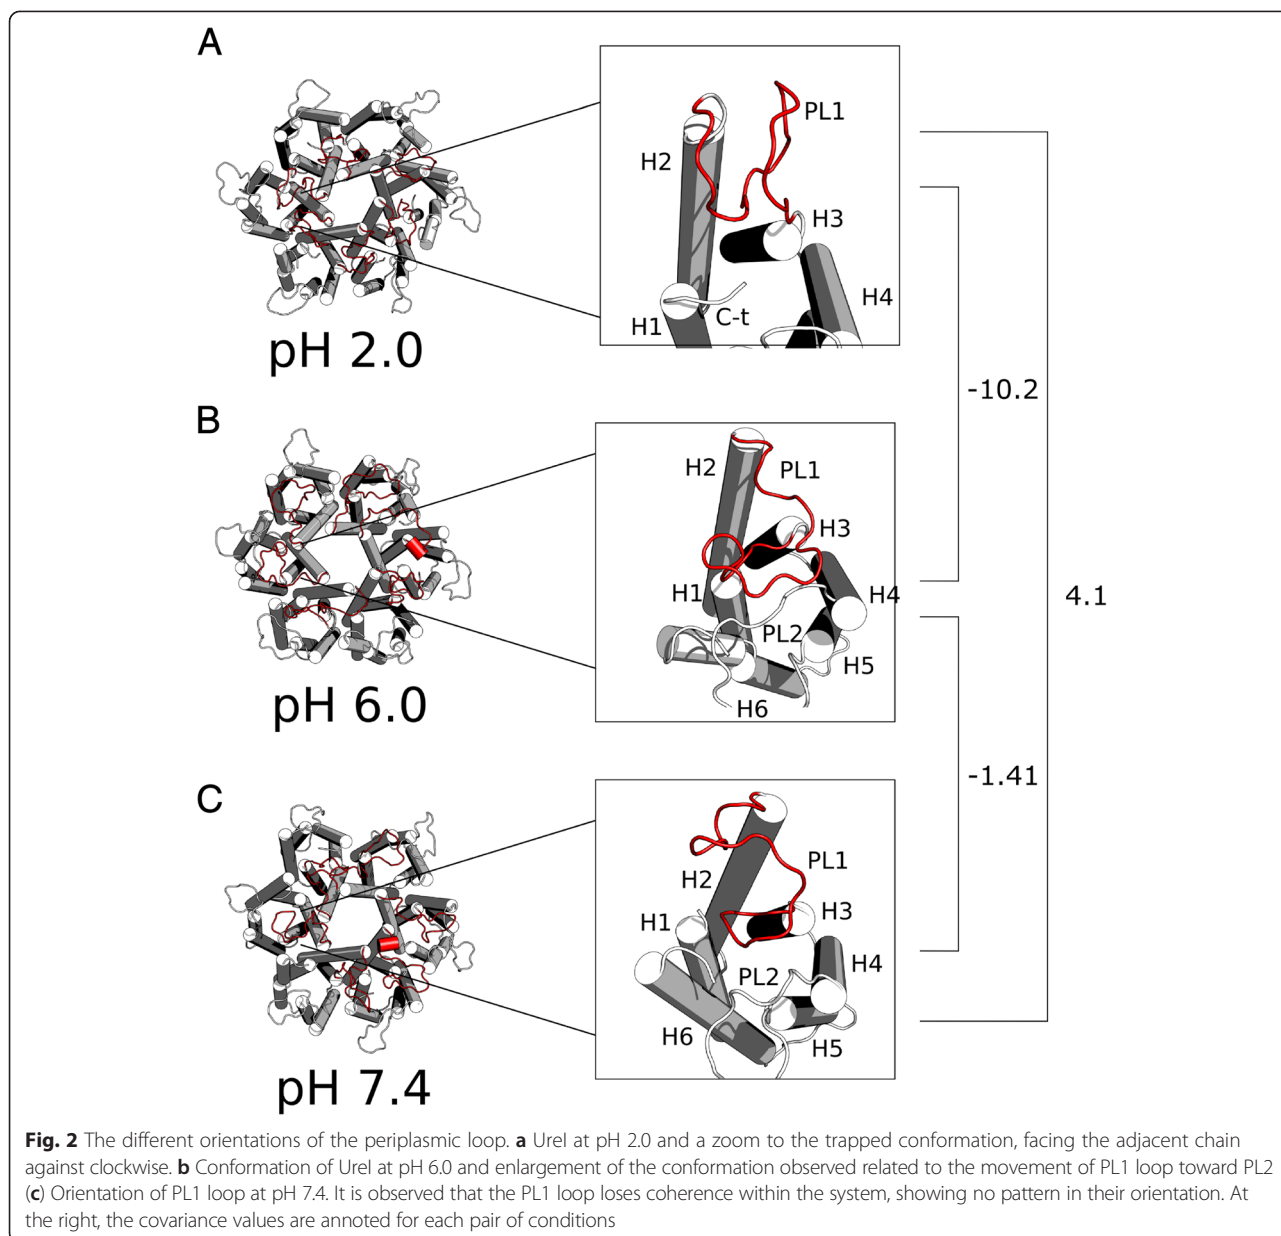 A
PL1
H2
H3
H4
C-t
H1
pH 2.0
-10.2
B
H2
PL1
H3
H1
H4
PL2
H5
H6
pH 6.0
4.1
-1.41
C
PL1
H2
H3
H1
H4
PL2
H6
H5
pH 7.4
Fig. 2 The different orientations of the periplasmic loop. a UreI at pH 2.0 and a zoom to the trapped conformation, facing the adjacent chain
against clockwise. b Conformation of UreI at pH 6.0 and enlargement of the conformation observed related to the movement of PL1 loop toward PL2
(c) Orientation of PL1 loop at pH 7.4. It is observed that the PL1 loop loses coherence within the system, showing no pattern in their orientation. At
the right, the covariance values are annoted for each pair of conditions